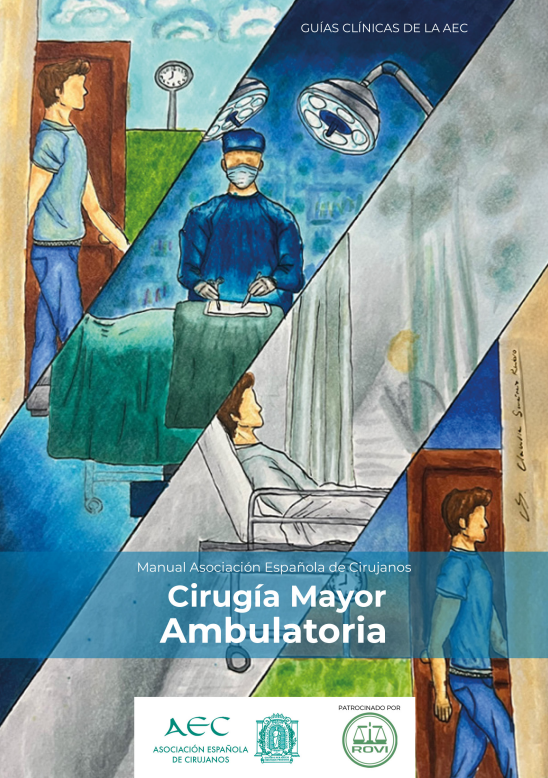 GUÍAS CLÍNICAS DE LA AEC
Manual Asociación Española de Cirujanos
Cirugía Mayor
Ambulatoria
AEC
ASOCIACIÓN ESPAÑOLA
DE CIRUJANOS
PATROCINADO POR
ROVI